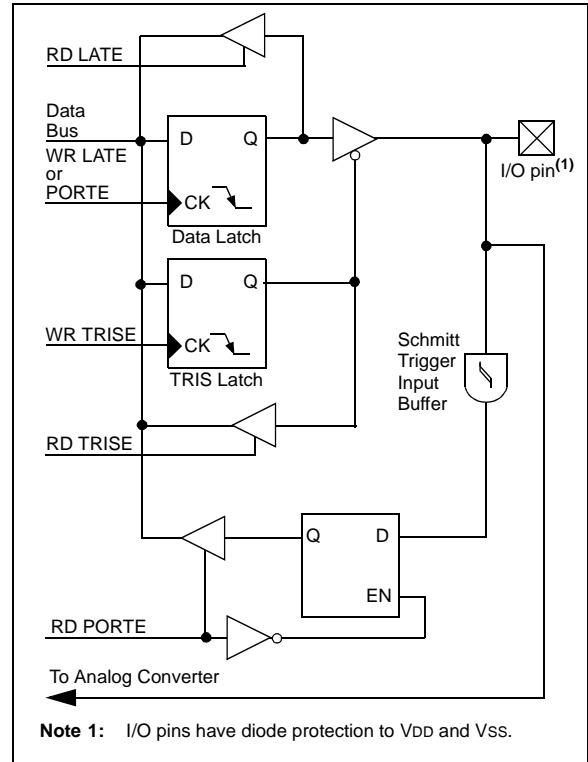 RD LATE
Data
Bus
WR LATE
or
PORTE
D
Q
CK
Data Latch
I/O pin(1)
D
Q
WR TRISE
CK
TRIS Latch
Schmitt
Trigger
Input
Buffer
RD TRISE
Q
D
EN
RD PORTE
To Analog Converter
Note 1: I/O pins have diode protection to VDD and VSS.